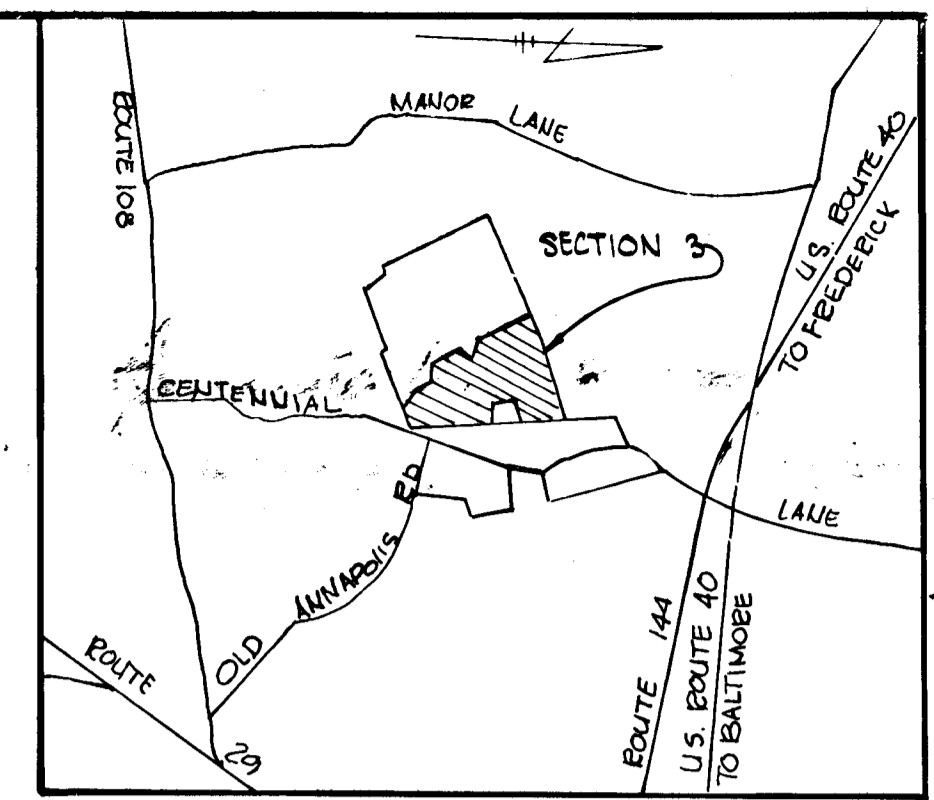 ROUTE 108
MANOR LANE
SECTION 3
U.S. ROUTE 40
TO FREDERICK
CENTENNIAL
LANE
OLD ANNAPOLIS RD
ROUTE 29
ROUTE 144
U.S. ROUTE 40
TO BALTIMORE